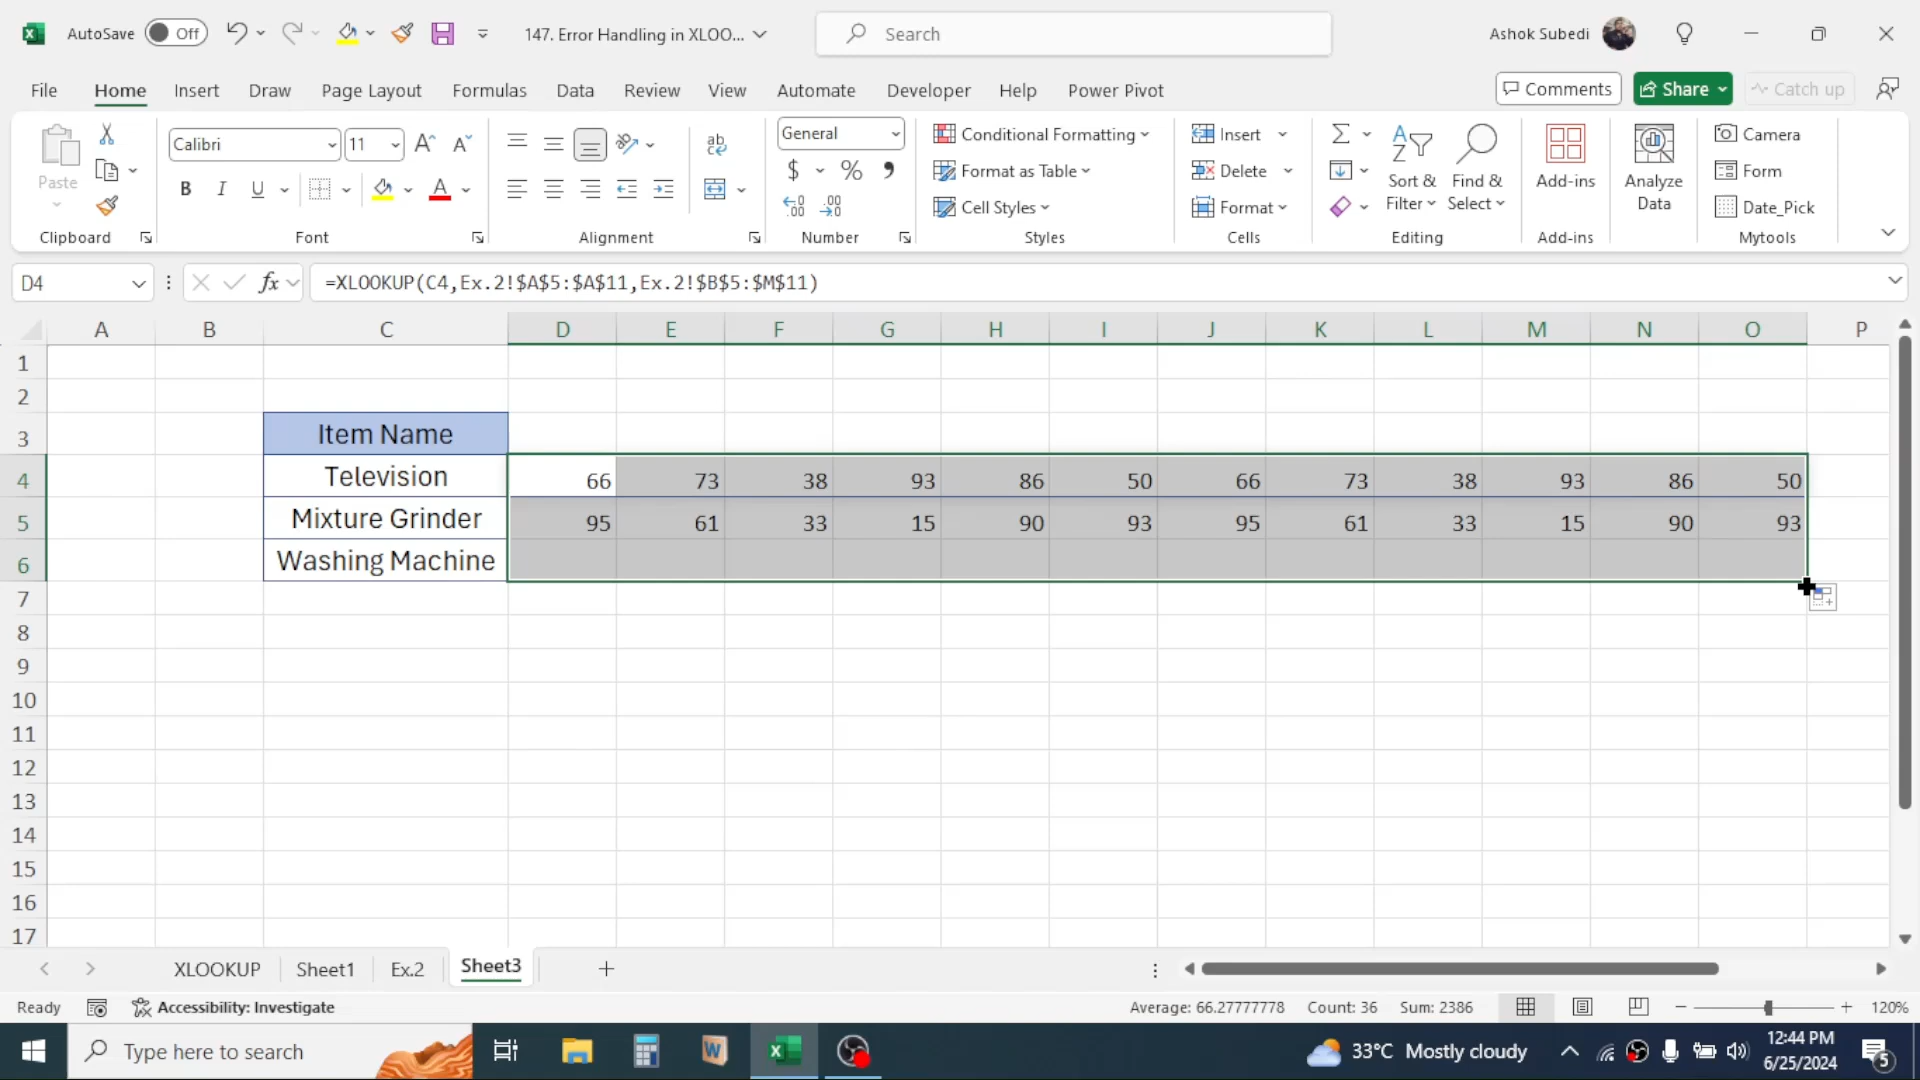 AutoSave Off 147. Error Handling in XLOO... Search Ashok Subedi
File Home Insert Draw Page Layout Formulas Data Review View Automate Developer Help Power Pivot Comments Share Catch up
Calibri 11 General Conditional Formatting Insert Camera
Paste Format as Table Delete Sort & Find & Add-ins Analyze Form
B I U Cell Styles Format Filter Select Data Date_Pick
Clipboard Font Alignment Number Styles Cells Editing Add-ins Mytools
D4 fx =XLOOKUP(C4,Ex.2!$A$5:$A$11,Ex.2!$B$5:$M$11)
A B C D E F G H I J K L M N O P
1
2
3 Item Name
4 Television 66 73 38 93 86 50 66 73 38 93 86 50
5 Mixture Grinder 95 61 33 15 90 93 95 61 33 15 90 93
6 Washing Machine
7
8
9
10
11
12
13
14
15
16
17
XLOOKUP Sheet1 Ex.2 Sheet3
Ready Accessibility: Investigate Average: 66.27777778 Count: 36 Sum: 2386 120%
Type here to search 33°C Mostly cloudy 12:44 PM
6/25/2024 5